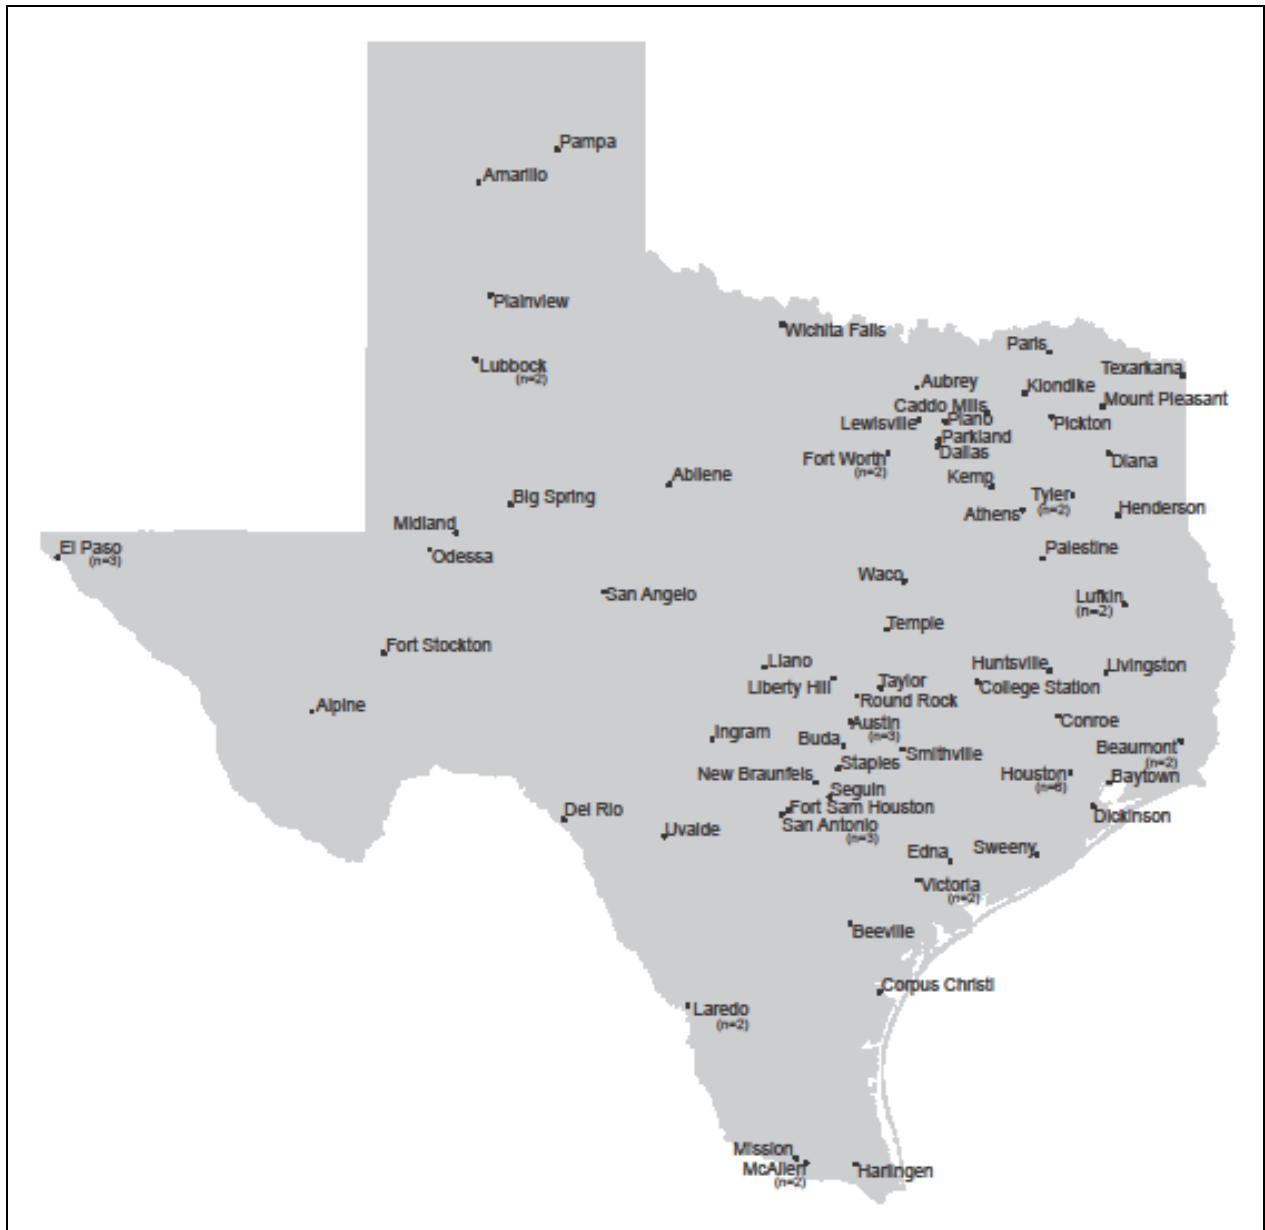 Pampa
Amarillo
Plainview
Wichita Falls
Paris
Lubbock
(n=2)
Texarkana
Aubrey
Klondike
Caddo Mills
Mount Pleasant
Lewisville
Plano
Pickton
Parkland
Fort Worth
(n=2)
Dallas
Diana
Abilene
Kemp
Big Spring
Tyler
(n=2)
Henderson
Athens
Midland
El Paso
(n=3)
Odessa
Palestine
Waco
San Angelo
Lufkin
(n=2)
Temple
Fort Stockton
Llano
Huntsville
Livingston
Liberty Hill
Taylor
College Station
Round Rock
Alpine
Austin
(n=3)
Conroe
Ingram
Buda
Beaumont
(n=2)
Smithville
Staples
New Braunfels
Houston
(n=6)
Baytown
Seguin
Fort Sam Houston
Del Rio
Dickinson
San Antonio
(n=3)
Uvalde
Edna
Sweeny
Victoria
(n=2)
Beeville
Corpus Christi
Laredo
(n=2)
Mission
McAllen
(n=2)
Harlingen